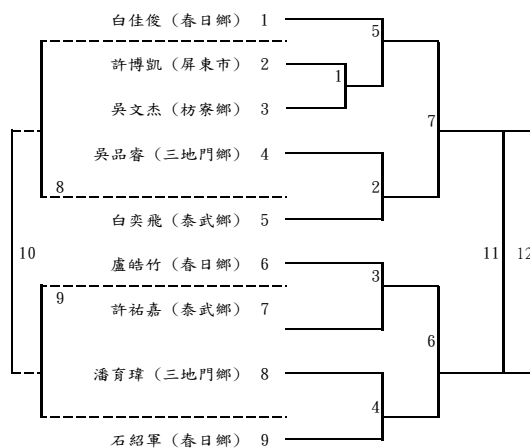 白佳俊（春日鄉） 1
5
許博凱（屏東市） 2
1
吳文杰（枋寮鄉） 3
7
吳品睿（三地門鄉） 4
8
2
白奕飛（泰武鄉） 5
10
11
12
盧皓竹（春日鄉） 6
3
9
許祐嘉（泰武鄉） 7
6
潘育瑋（三地門鄉） 8
4
石紹軍（春日鄉） 9